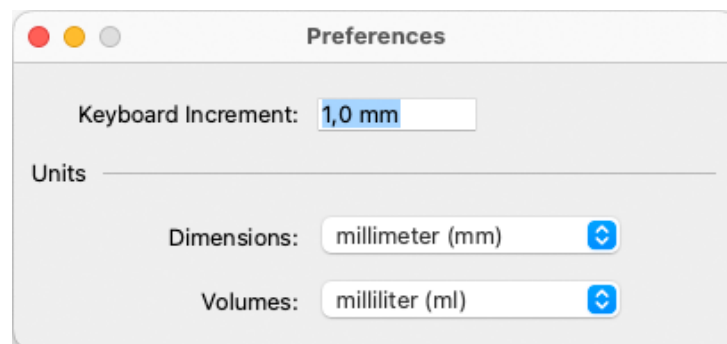 Preferences
Keyboard Increment: 1,0 mm
Units
Dimensions: millimeter (mm)
Volumes: milliliter (ml)